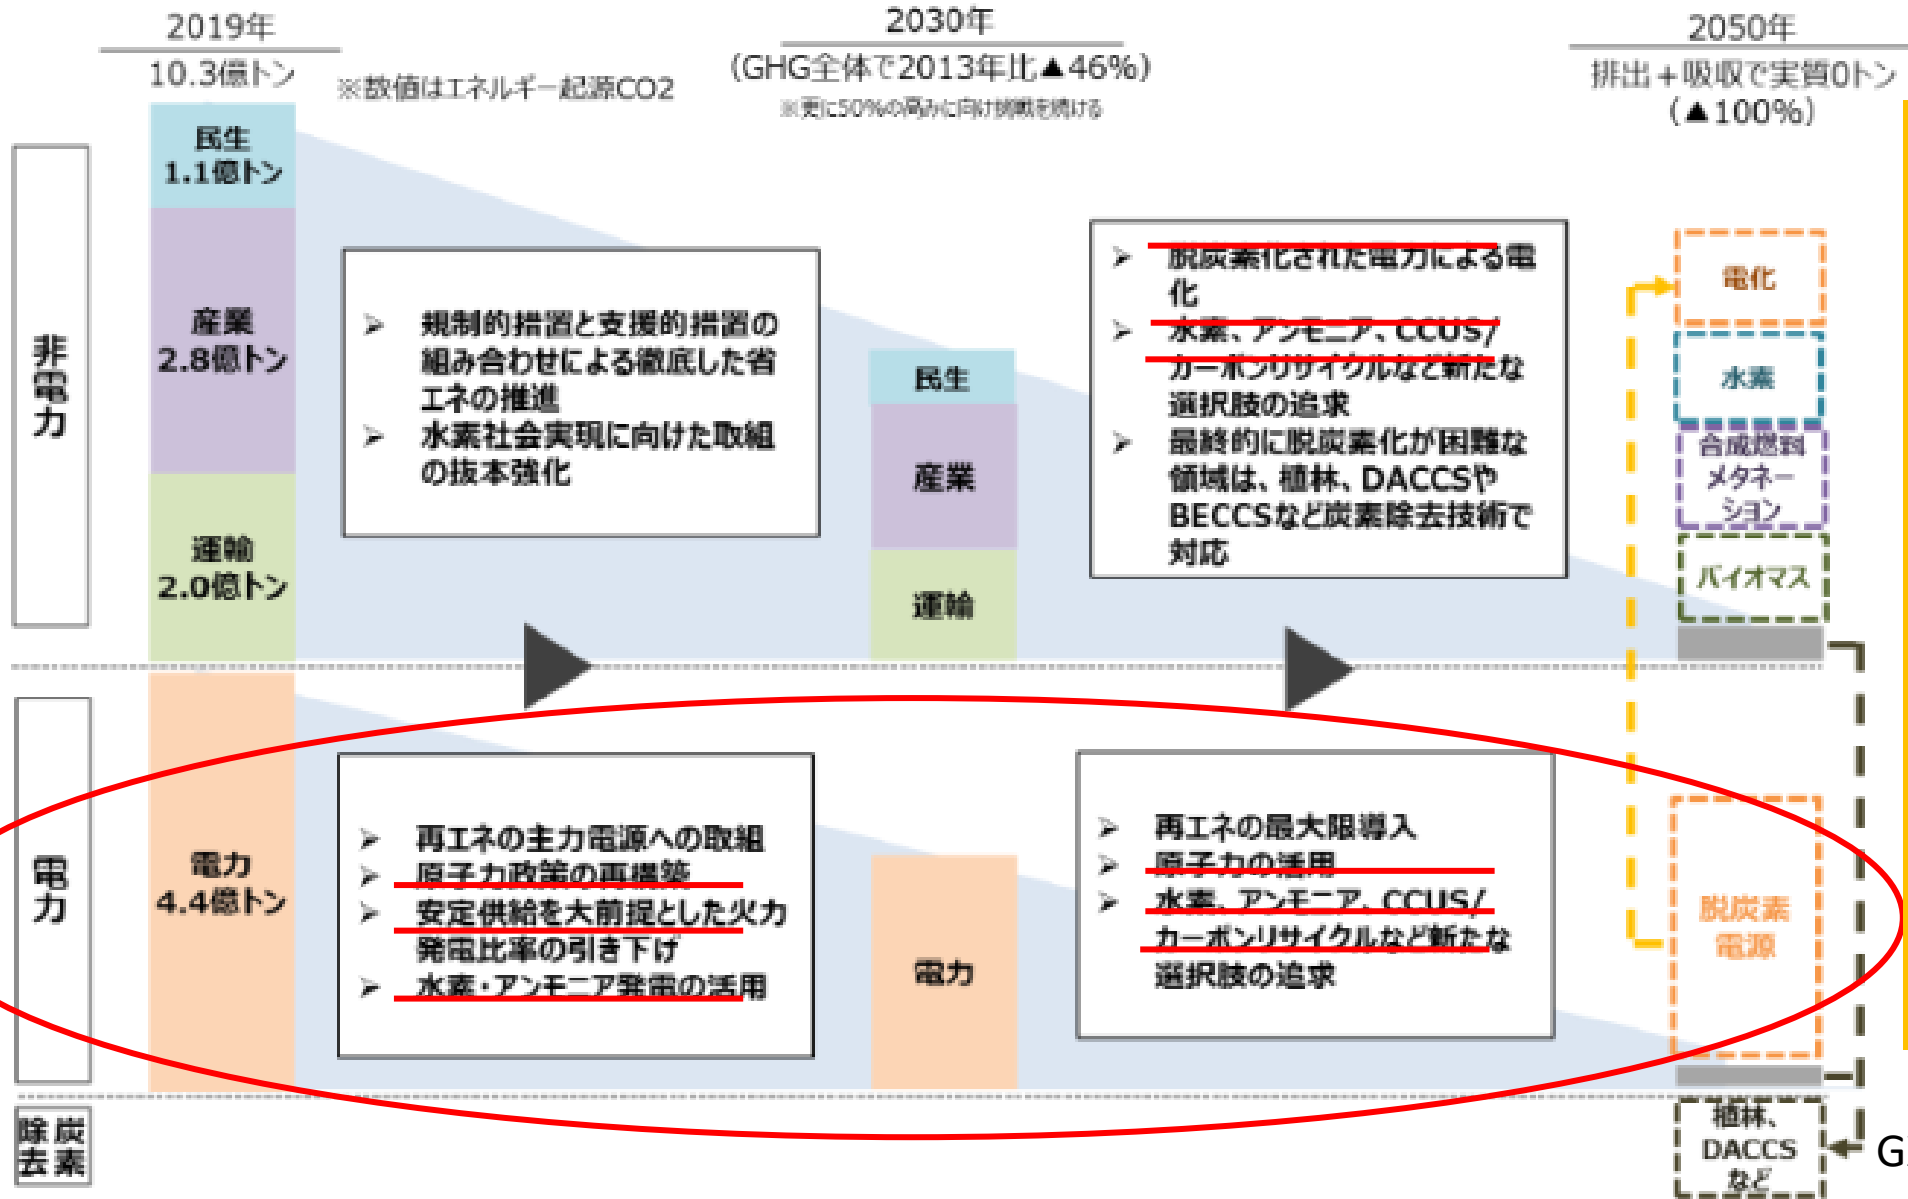 2019年
10.3億トン
※数値はエネルギー起源CO2
2030年
(GHG全体で2013年比▲46%)
※更に50%の高みに向け挑戦を続ける
2050年
排出+吸収で実質0トン
(▲100%)
非電力
民生
1.1億トン
産業
2.8億トン
運輸
2.0億トン
➢ 規制的措置と支援的措置の
組み合わせによる徹底した省
エネの推進
➢ 水素社会実現に向けた取組
の抜本強化
民生
産業
運輸
➢ 脱炭素化された電力による電
化
➢ 水素、アンモニア、CCUS/
カーボンリサイクルなど新たな
選択肢の追求
➢ 最終的に脱炭素化が困難な
領域は、植林、DACCSや
BECCSなど炭素除去技術で
対応
電化
水素
合成燃料
メタネー
ション
バイオマス
電力
電力
4.4億トン
➢ 再エネの主力電源への取組
➢ 原子力政策の再構築
➢ 安定供給を大前提とした火力
発電比率の引き下げ
➢ 水素・アンモニア発電の活用
電力
➢ 再エネの最大限導入
➢ 原子力の活用
➢ 水素、アンモニア、CCUS/
カーボンリサイクルなど新たな
選択肢の追求
脱炭素
電源
炭素除去
植林、
DACCS
など
G